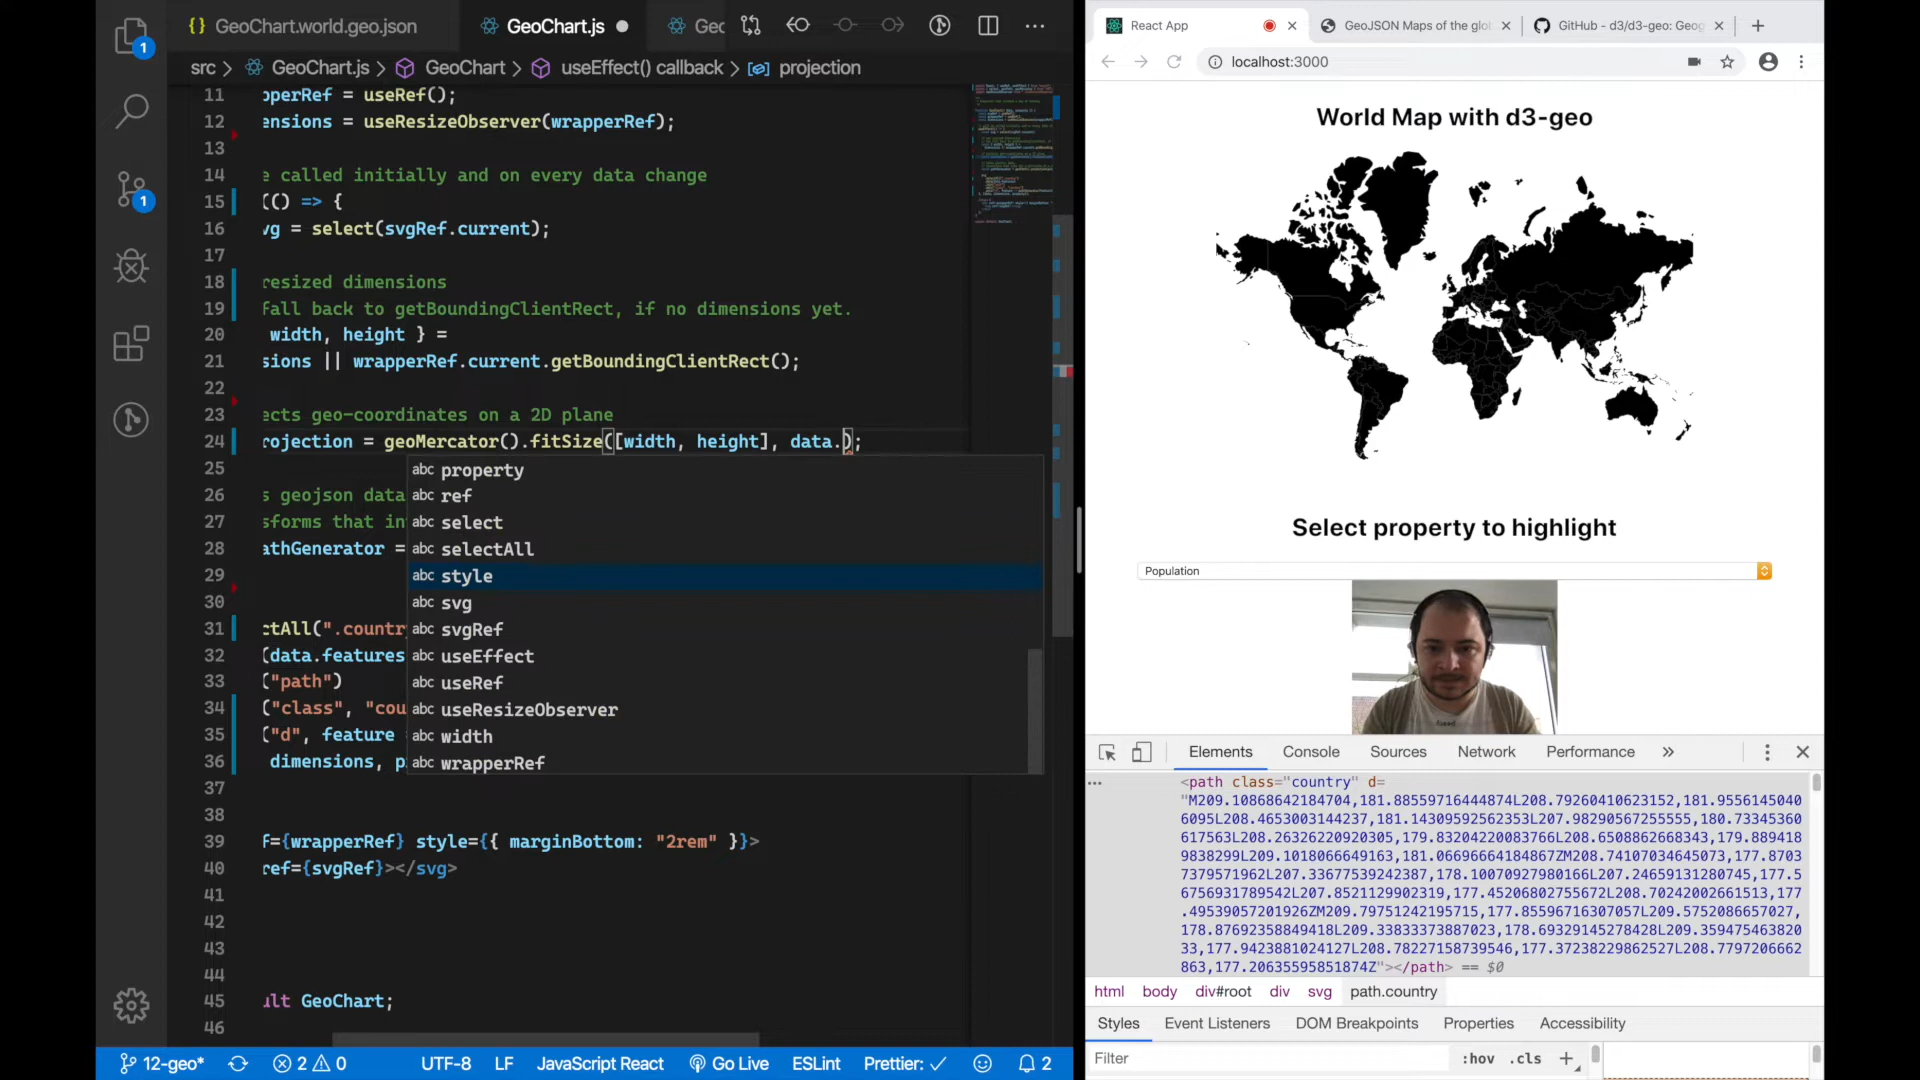 GeoChart.world.geo.json
GeoChart.js
Geo
src > GeoChart.js > GeoChart > useEffect() callback > projection
11 pperRef = useRef();
12 ensions = useResizeObserver(wrapperRef);
13
14 e called initially and on every data change
15 (() => {
16 vg = select(svgRef.current);
17
18 resized dimensions
19 fall back to getBoundingClientRect, if no dimensions yet.
20 width, height } =
21 sions || wrapperRef.current.getBoundingClientRect();
22
23 ects geo-coordinates on a 2D plane
24 rojection = geoMercator().fitSize([width, height], data.);
25
26 s geojson data
27 sforms that in
28 athGenerator =
29
30
31 ctAll(".countr
32 (data.features
33 ("path")
34 ("class", "cou
35 ("d", feature
36 dimensions, p
37
38
39 f={wrapperRef} style={{ marginBottom: "2rem" }}>
40 ref={svgRef}></svg>
41
42
43
44
45 ult GeoChart;
46
abc property
abc ref
abc select
abc selectAll
abc style
abc svg
abc svgRef
abc useEffect
abc useRef
abc useResizeObserver
abc width
abc wrapperRef
1
1
12-geo* 2 0 UTF-8 LF JavaScript React Go Live ESLint Prettier: ✓ 2
React App
GeoJSON Maps of the glo
GitHub - d3/d3-geo: Geog
localhost:3000
World Map with d3-geo
Select property to highlight
Population
Elements Console Sources Network Performance »
<path class="country" d=
"M209.10868642184704,181.88559716444874L208.79260410623152,181.9556145040
6095L208.4653003144237,181.14309592562353L207.98290567255555,180.73345360
617563L208.26326220920305,179.83204220083766L208.6508862668343,179.889418
9838299L209.1018066649163,181.06696664184867ZM208.74107034645073,177.8703
7379571962L207.33677539242387,178.10070927980166L207.24659131280745,177.5
6756931789542L207.8521129902319,177.45206802755672L208.70242002661513,177
.49539057201926ZM209.79751242195715,177.85596716307057L209.5752086657027,
178.87692358849418L209.33833373887023,178.69329145278428L209.35947546382
03,177.9423881024127L208.78227158739546,177.37238229862527L208.7797206662
863,177.20635595851874Z"></path> == $0
html body div#root div svg path.country
Styles Event Listeners DOM Breakpoints Properties Accessibility
Filter :hov .cls +